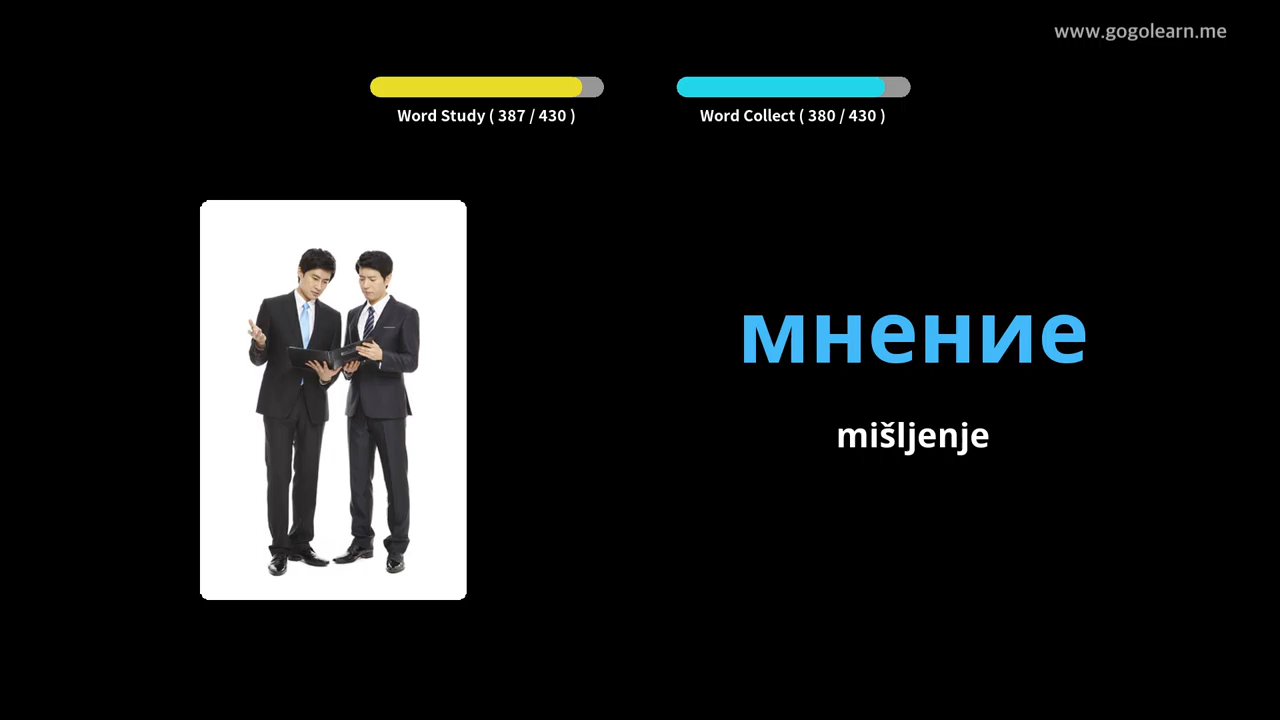 www.gogolearn.me
Word Study ( 387 / 430 )
Word Collect ( 380 / 430 )
мнение
mišljenje